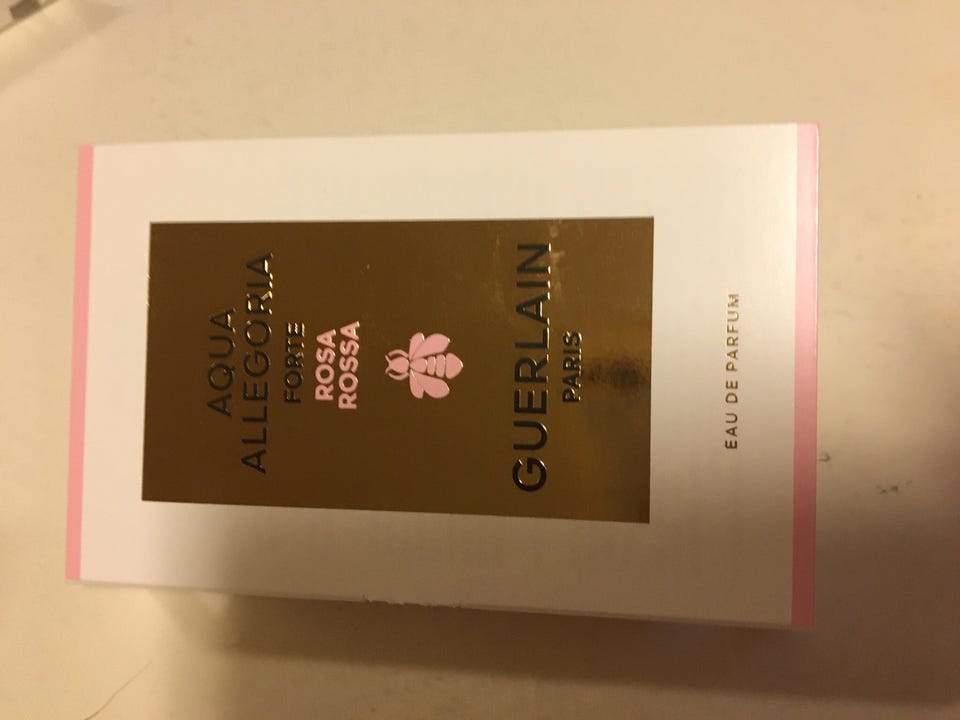 AQUA
ALLEGORIA
FORTE
ROSA
ROSSA
GUERLAIN
PARIS
EAU DE PARFUM